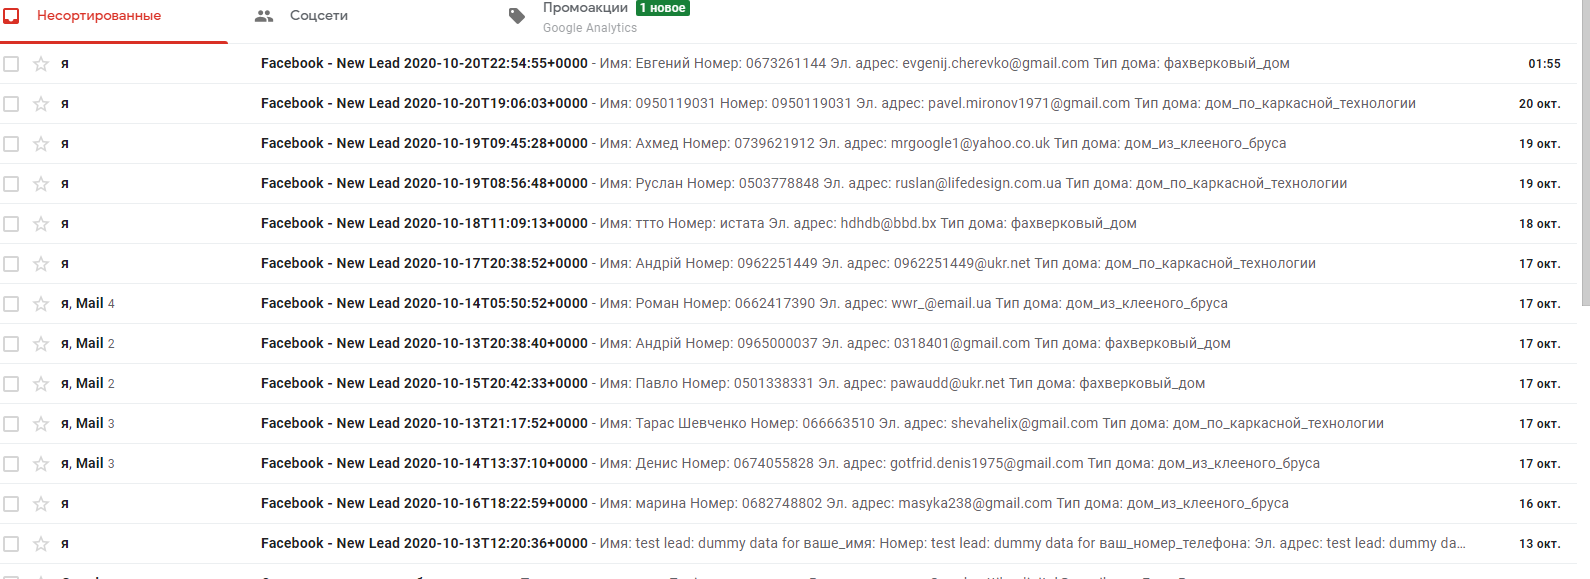 Несортированные Соцсети Промоакции 1 новое
Google Analytics
я Facebook - New Lead 2020-10-20T22:54:55+0000 - Имя: Евгений Номер: 0673261144 Эл. адрес: evgenij.cherevko@gmail.com Тип дома: фахверковый_дом 01:55
я Facebook - New Lead 2020-10-20T19:06:03+0000 - Имя: 0950119031 Номер: 0950119031 Эл. адрес: pavel.mironov1971@gmail.com Тип дома: дом_по_каркасной_технологии 20 окт.
я Facebook - New Lead 2020-10-19T09:45:28+0000 - Имя: Ахмед Номер: 0739621912 Эл. адрес: mrgoogle1@yahoo.co.uk Тип дома: дом_из_клееного_бруса 19 окт.
я Facebook - New Lead 2020-10-19T08:56:48+0000 - Имя: Руслан Номер: 0503778848 Эл. адрес: ruslan@lifedesign.com.ua Тип дома: дом_по_каркасной_технологии 19 окт.
я Facebook - New Lead 2020-10-18T11:09:13+0000 - Имя: ттто Номер: истата Эл. адрес: hdhdb@bbd.bx Тип дома: фахверковый_дом 18 окт.
я Facebook - New Lead 2020-10-17T20:38:52+0000 - Имя: Андрій Номер: 0962251449 Эл. адрес: 0962251449@ukr.net Тип дома: дом_по_каркасной_технологии 17 окт.
я, Mail 4 Facebook - New Lead 2020-10-14T05:50:52+0000 - Имя: Роман Номер: 0662417390 Эл. адрес: wwr_@email.ua Тип дома: дом_из_клееного_бруса 17 окт.
я, Mail 2 Facebook - New Lead 2020-10-13T20:38:40+0000 - Имя: Андрій Номер: 0965000037 Эл. адрес: 0318401@gmail.com Тип дома: фахверковый_дом 17 окт.
я, Mail 2 Facebook - New Lead 2020-10-15T20:42:33+0000 - Имя: Павло Номер: 0501338331 Эл. адрес: pawaudd@ukr.net Тип дома: фахверковый_дом 17 окт.
я, Mail 3 Facebook - New Lead 2020-10-13T21:17:52+0000 - Имя: Тарас Шевченко Номер: 066663510 Эл. адрес: shevahelix@gmail.com Тип дома: дом_по_каркасной_технологии 17 окт.
я, Mail 3 Facebook - New Lead 2020-10-14T13:37:10+0000 - Имя: Денис Номер: 0674055828 Эл. адрес: gotfrid.denis1975@gmail.com Тип дома: дом_из_клееного_бруса 17 окт.
я Facebook - New Lead 2020-10-16T18:22:59+0000 - Имя: марина Номер: 0682748802 Эл. адрес: masyka238@gmail.com Тип дома: дом_из_клееного_бруса 16 окт.
я Facebook - New Lead 2020-10-13T12:20:36+0000 - Имя: test lead: dummy data for ваше_имя: Номер: test lead: dummy data for ваш_номер_телефона: Эл. адрес: test lead: dummy da... 13 окт.